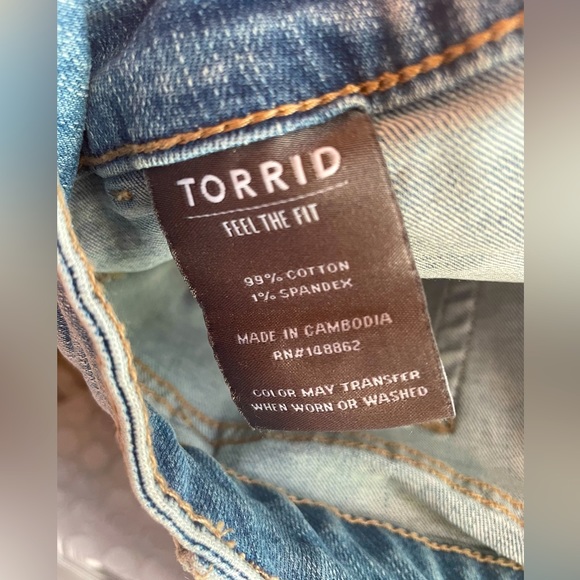 TORRID
FEEL THE FIT
99% COTTON
1% SPANDEX
MADE IN CAMBODIA
RN#148862
COLOR MAY TRANSFER
WHEN WORN OR WASHED